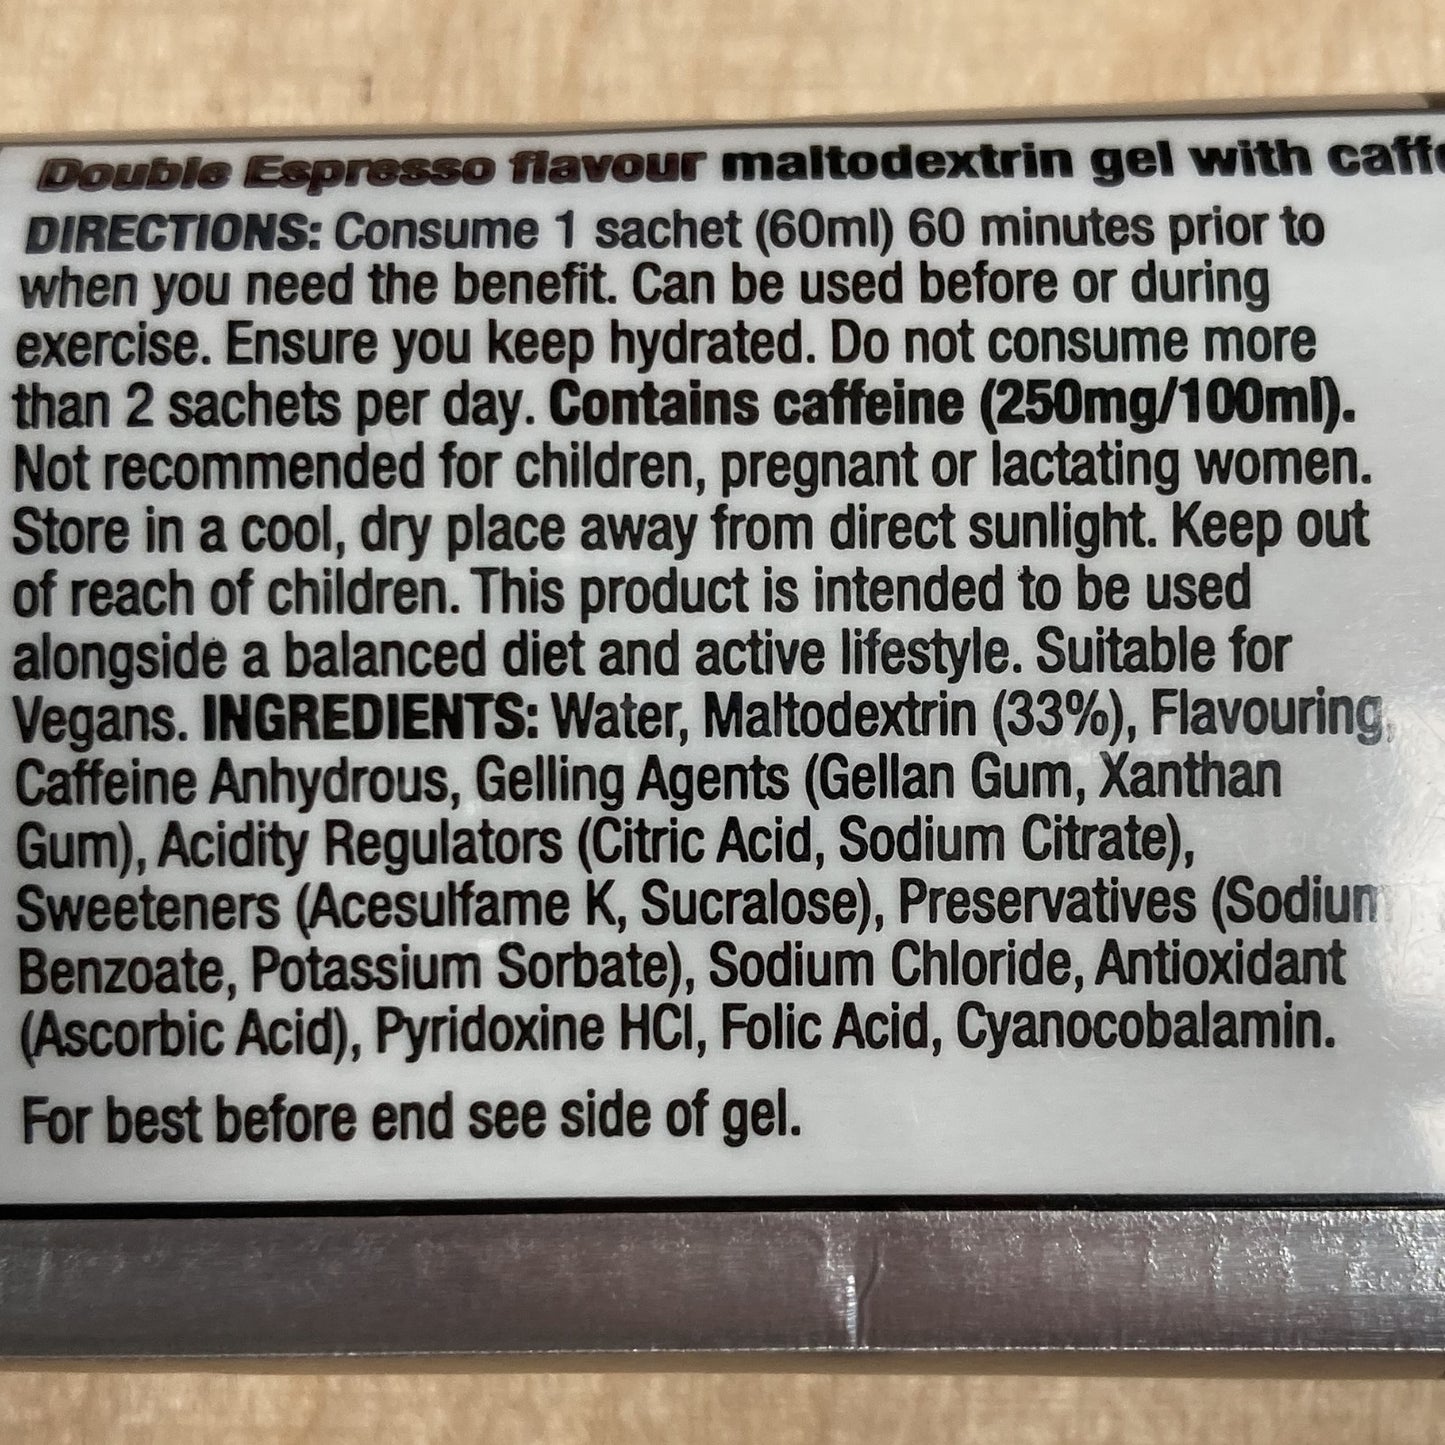 Double Espresso flavour maltodextrin gel with
DIRECTIONS: Consume 1 sachet (60ml) 60 minutes prior to
when you need the benefit. Can be used before or during
exercise. Ensure you keep hydrated. Do not consume more
than 2 sachets per day. Contains caffeine (250mg/100ml).
Not recommended for children, pregnant or lactating women.
Store in a cool, dry place away from direct sunlight. Keep out
of reach of children. This product is intended to be used
alongside a balanced diet and active lifestyle. Suitable for
Vegans. INGREDIENTS: Water, Maltodextrin (33%), Flavouring,
Caffeine Anhydrous, Gelling Agents (Gellan Gum, Xanthan
Gum), Acidity Regulators (Citric Acid, Sodium Citrate),
Sweeteners (Acesulfame K, Sucralose), Preservatives (Sodium
Benzoate, Potassium Sorbate), Sodium Chloride, Antioxidant
(Ascorbic Acid), Pyridoxine HCl, Folic Acid, Cyanocobalamin.
For best before end see side of gel.